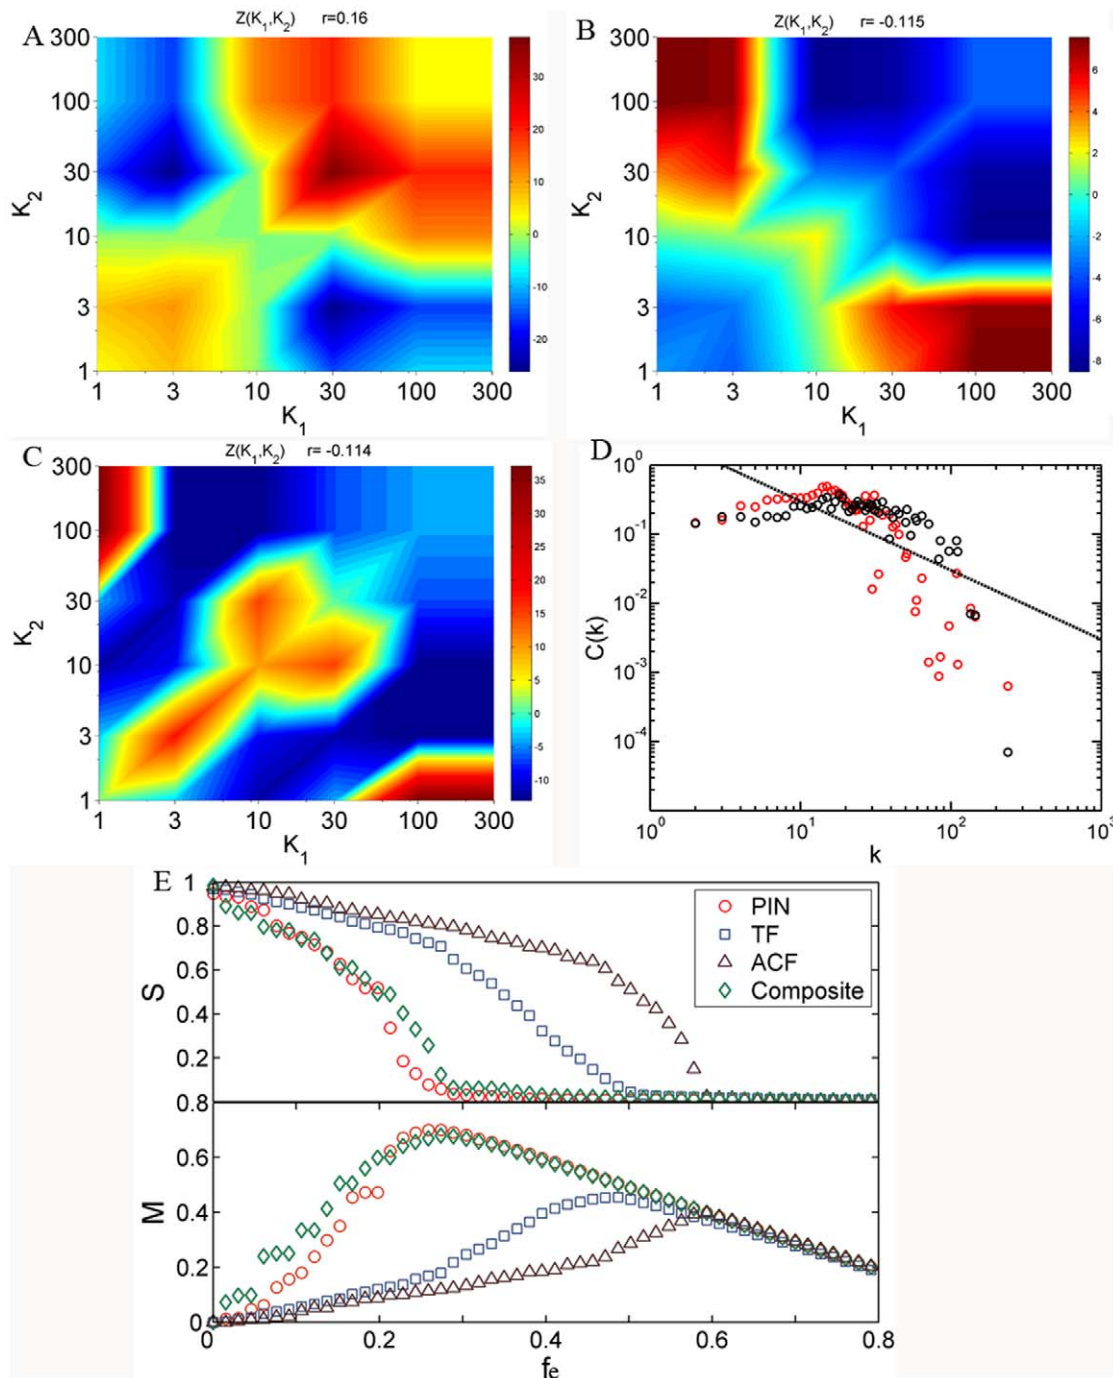 A
Z(K1,K2) r=0.16
300
100
30
10
3
1
K2
1 3 10 30 100 300
K1
30
20
10
0
-10
-20
B
Z(K1,K2) r= -0.115
300
100
30
10
3
1
K2
1 3 10 30 100 300
K1
6
4
2
0
-2
-4
-6
-8
C
Z(K1,K2) r= -0.114
300
100
30
10
3
1
K2
1 3 10 30 100 300
K1
35
30
25
20
15
10
5
0
-5
-10
D
10^0
10^-1
10^-2
10^-3
10^-4
C(k)
10^0 10^1 10^2 10^3
k
E
1
0.8
0.6
0.4
0.2
S
PIN
TF
ACF
Composite
0.8
0.6
0.4
0.2
0
M
0 0.2 0.4 0.6 0.8
fe